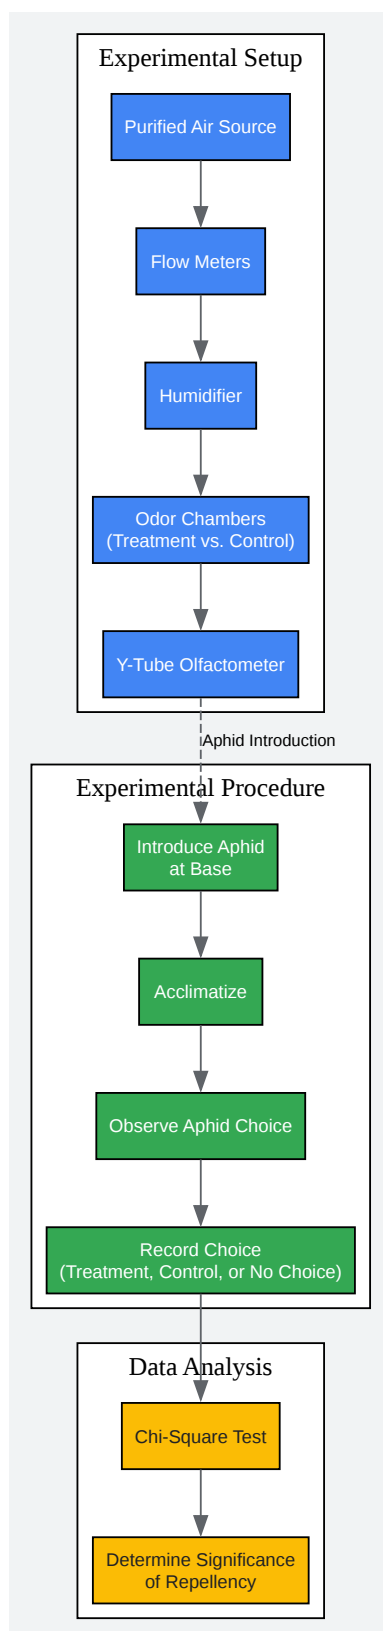 Experimental Setup
Purified Air Source
Flow Meters
Humidifier
Odor Chambers
(Treatment vs. Control)
Y-Tube Olfactometer
Aphid Introduction
Experimental Procedure
Introduce Aphid
at Base
Acclimatize
Observe Aphid Choice
Record Choice
(Treatment, Control, or No Choice)
Data Analysis
Chi-Square Test
Determine Significance
of Repellency